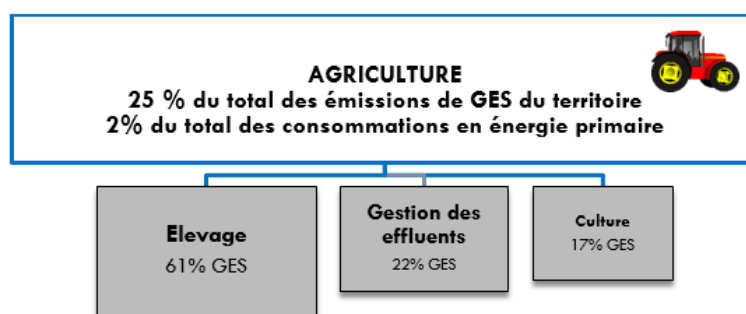 AGRICULTURE
25 % du total des émissions de GES du territoire
2% du total des consommations en énergie primaire
Elevage
61% GES
Gestion des
effluents
22% GES
Culture
17% GES